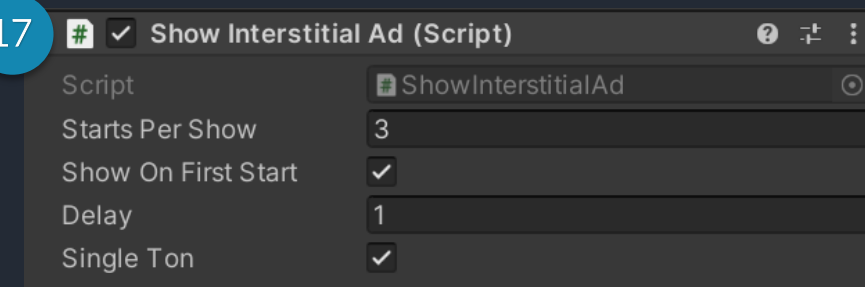 17
# Show Interstitial Ad (Script)
Script # ShowInterstitialAd
Starts Per Show 3
Show On First Start
Delay 1
Single Ton